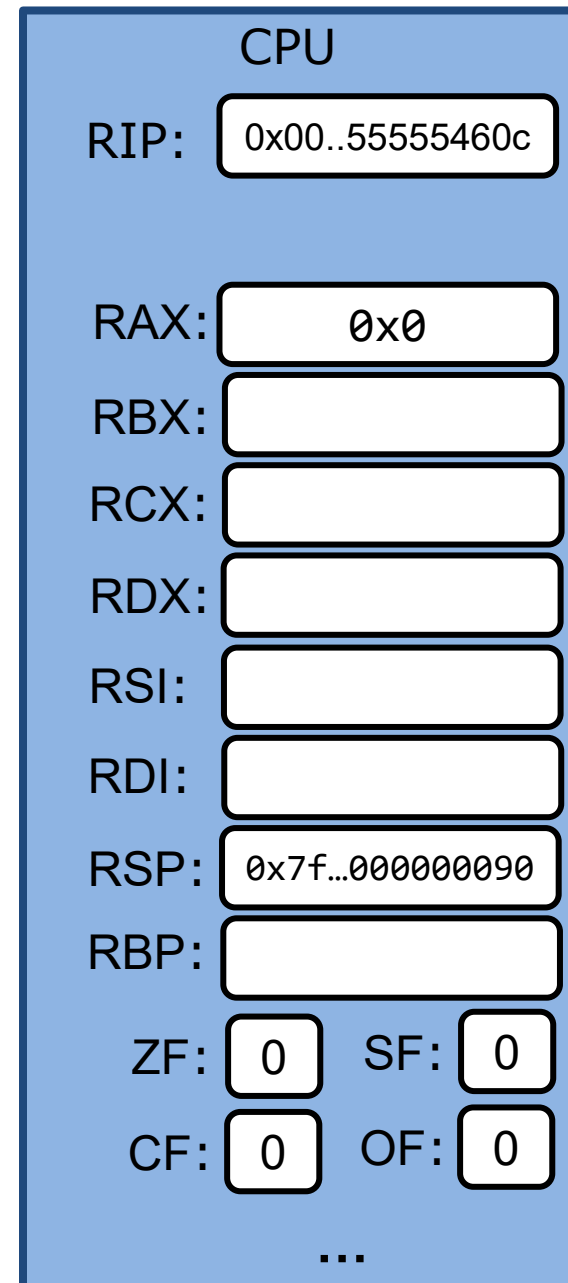 CPU
RIP: 0x00..55555460c
RAX: 0x0
RBX:
RCX:
RDX:
RSI:
RDI:
RSP: 0x7f…000000090
RBP:
ZF: 0 SF: 0
CF: 0 OF: 0
...